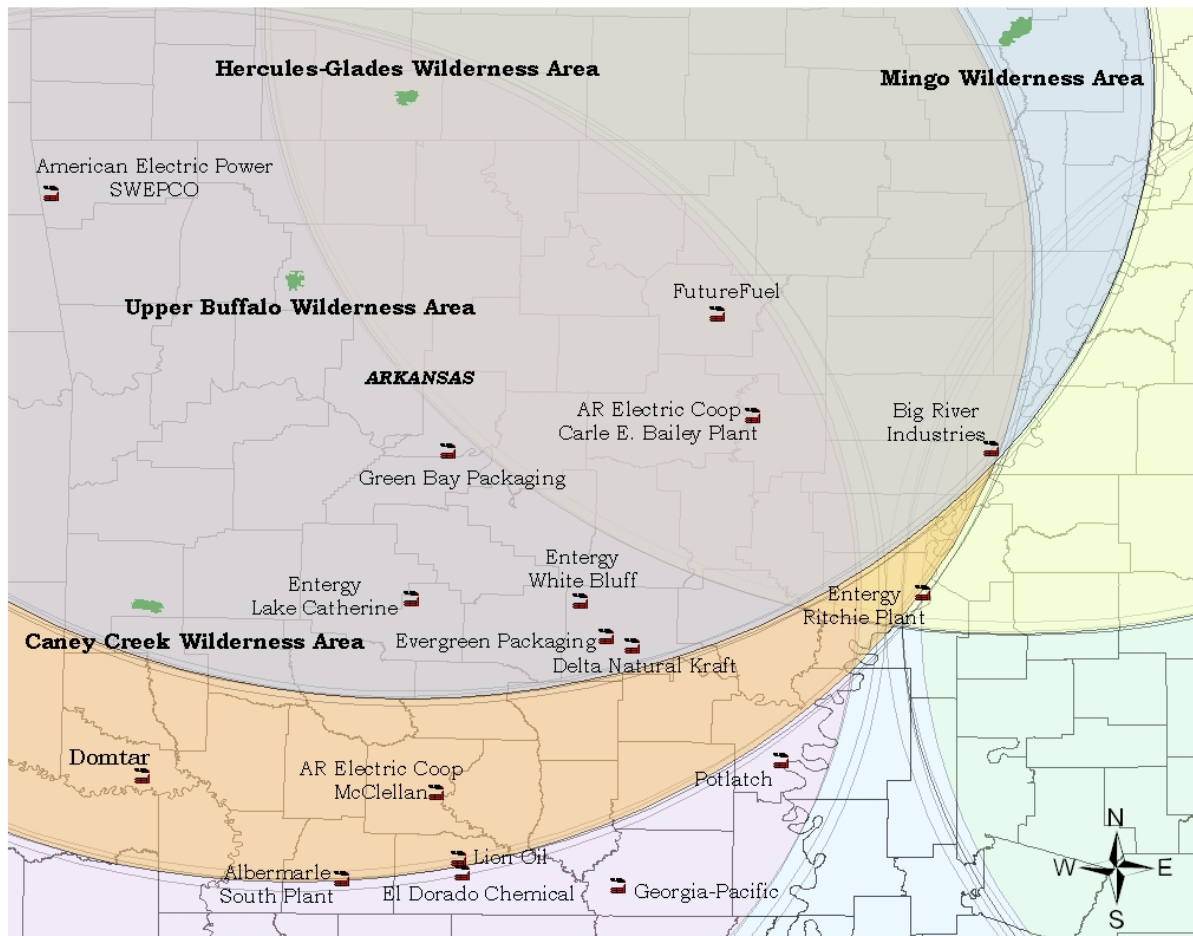 Hercules-Glades Wilderness Area
Mingo Wilderness Area
American Electric Power
SWEPCO
Upper Buffalo Wilderness Area
FutureFuel
ARKANSAS
AR Electric Coop
Carle E. Bailey Plant
Big River
Industries
Green Bay Packaging
Entergy
White Bluff
Entergy
Lake Catherine
Entergy
Ritchie Plant
Caney Creek Wilderness Area
Evergreen Packaging
Delta Natural Kraft
Domtar
AR Electric Coop
McClellan
Potlatch
Lion Oil
Albermarle
South Plant
El Dorado Chemical
Georgia-Pacific
N
W
E
S